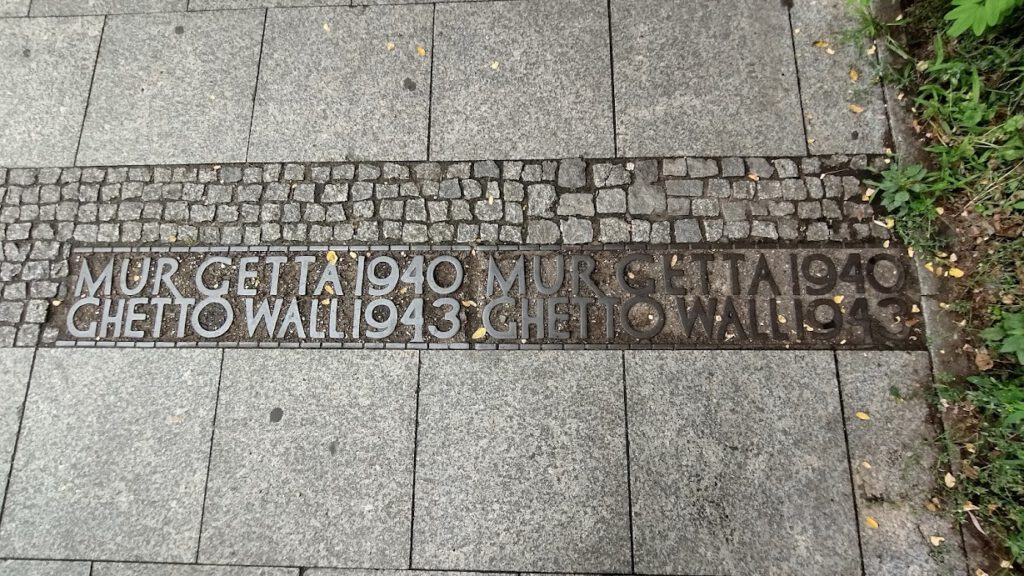 MUR GETTA 1940 MUR GETTA 1940
GHETTO WALL 1943 GHETTO WALL 1943